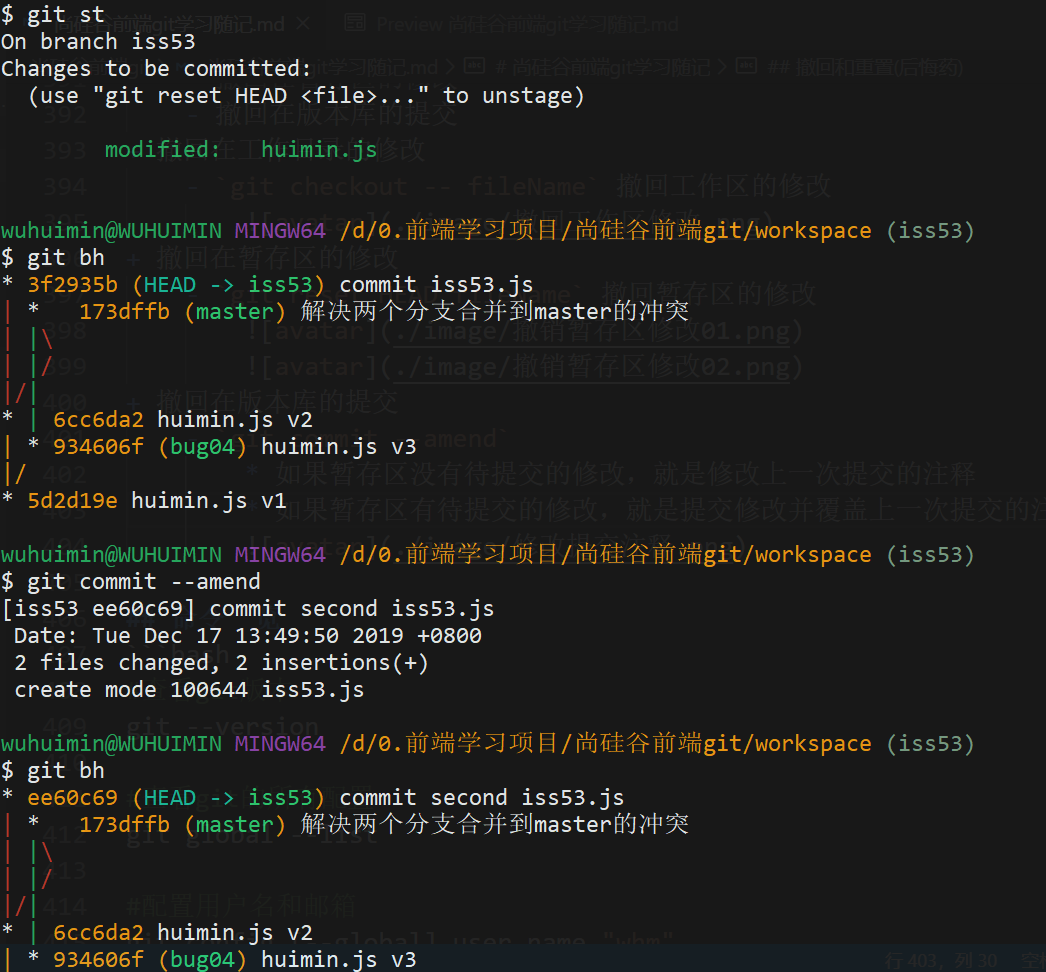 $ git st
On branch iss53
Changes to be committed:
  (use "git reset HEAD <file>..." to unstage)
        modified:   huimin.js
wuhuimin@WUHUIMIN MINGW64 /d/0.前端学习项目/尚硅谷前端git/workspace (iss53)
$ git bh
* 3f2935b (HEAD -> iss53) commit iss53.js
| *   173dffb (master) 解决两个分支合并到master的冲突
| |\
| |/
|/|
* | 6cc6da2 huimin.js v2
| * 934606f (bug04) huimin.js v3
|/
* 5d2d19e huimin.js v1
wuhuimin@WUHUIMIN MINGW64 /d/0.前端学习项目/尚硅谷前端git/workspace (iss53)
$ git commit --amend
[iss53 ee60c69] commit second iss53.js
 Date: Tue Dec 17 13:49:50 2019 +0800
 2 files changed, 2 insertions(+)
 create mode 100644 iss53.js
wuhuimin@WUHUIMIN MINGW64 /d/0.前端学习项目/尚硅谷前端git/workspace (iss53)
$ git bh
* ee60c69 (HEAD -> iss53) commit second iss53.js
| *   173dffb (master) 解决两个分支合并到master的冲突
| |\
| |/
|/|
* | 6cc6da2 huimin.js v2
| * 934606f (bug04) huimin.js v3